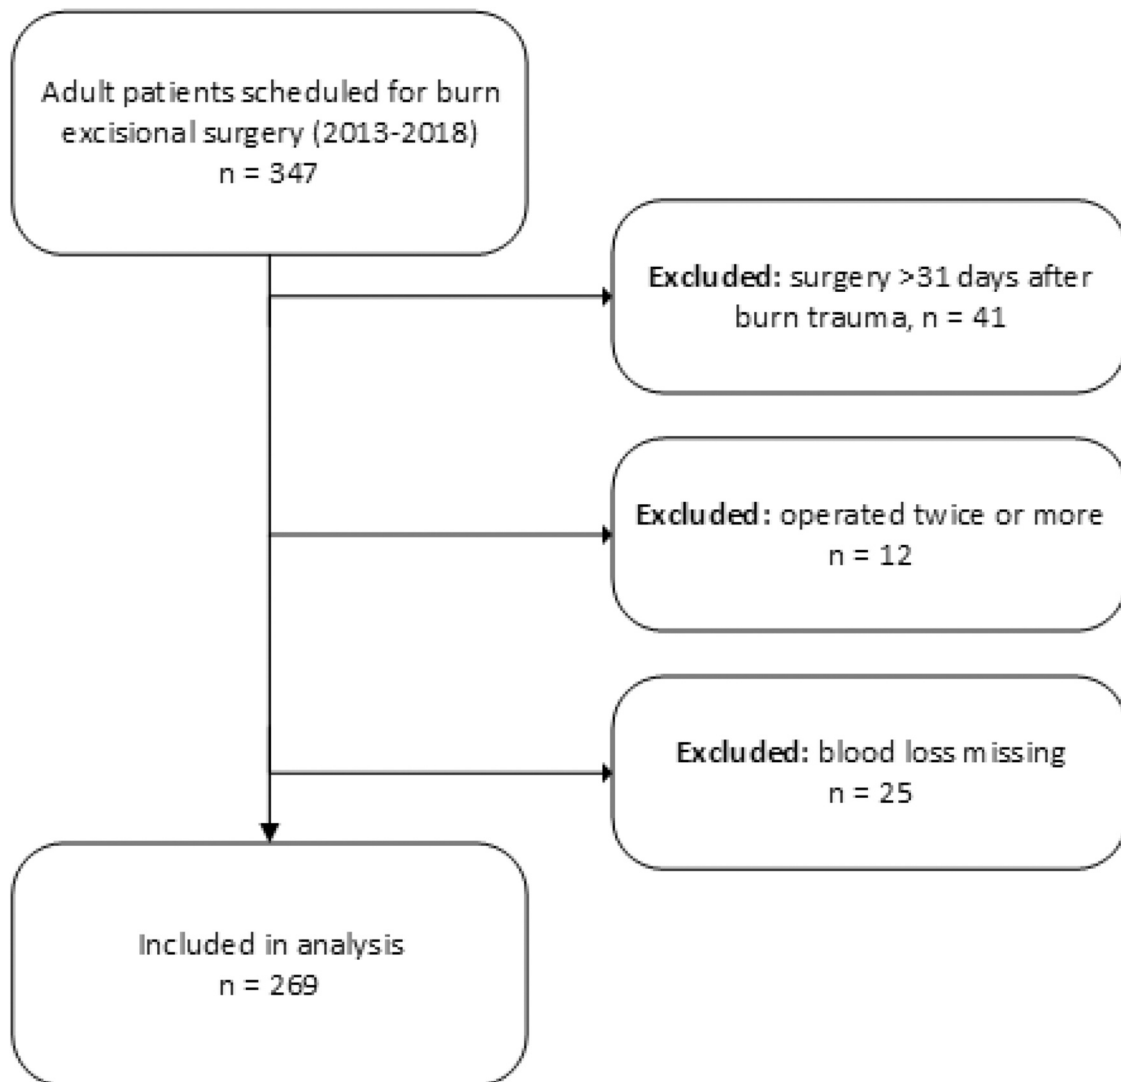 Adult patients scheduled for burn
excisional surgery (2013-2018)
n = 347
Excluded: surgery >31 days after
burn trauma, n = 41
Excluded: operated twice or more
n = 12
Excluded: blood loss missing
n = 25
Included in analysis
n = 269